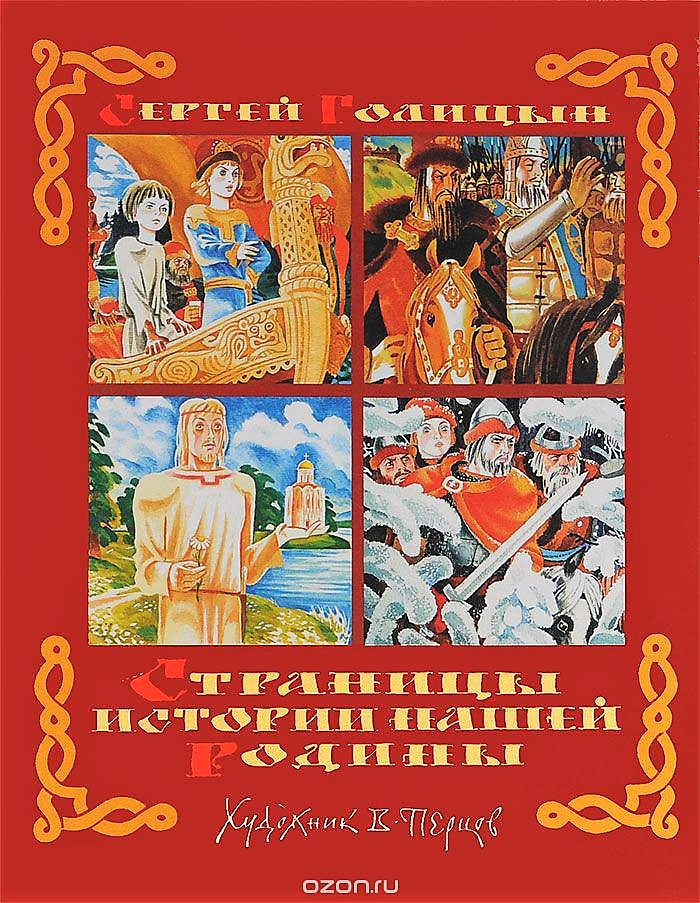 Сергей Голицын
Страницы
истории нашей
Родины
Художник В. Перцов
ozon.ru